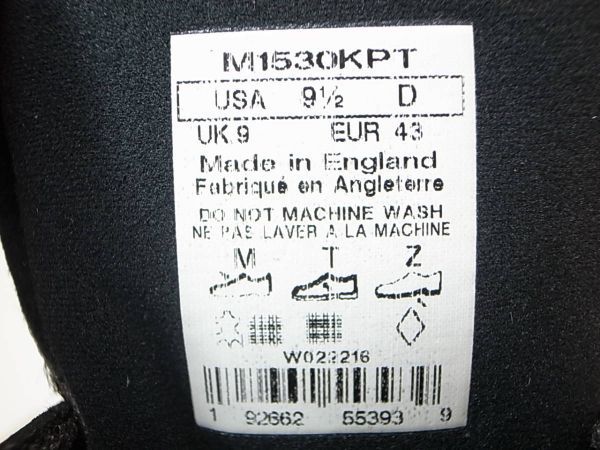 M1530KPT
USA 9½ D
UK 9 EUR 43
Made in England
Fabriqué en Angleterre
DO NOT MACHINE WASH
NE PAS LAVER A LA MACHINE
M T Z
W022216
1 92662 55393 9